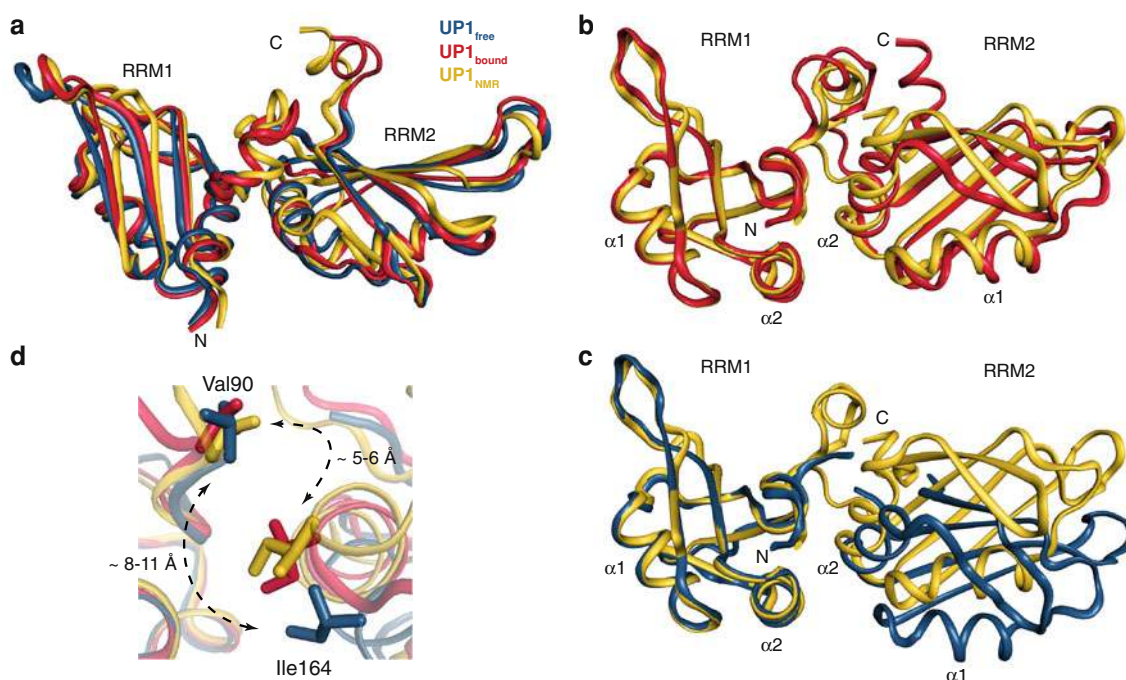 a
UP1free
UP1bound
UP1NMR
C
RRM1
RRM2
N
b
RRM1
C
RRM2
N
α1
α2
α2
α1
d
Val90
~ 5-6 Å
~ 8-11 Å
Ile164
c
RRM1
RRM2
C
N
α1
α2
α2
α1